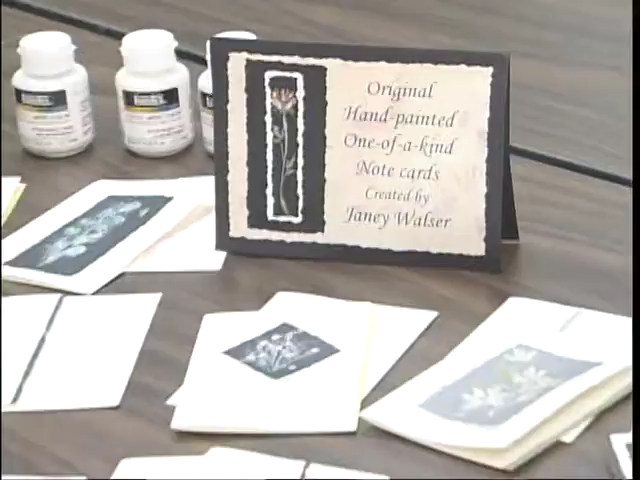 Original
Hand-painted
One-of-a-kind
Note cards
Created by
Janey Walser